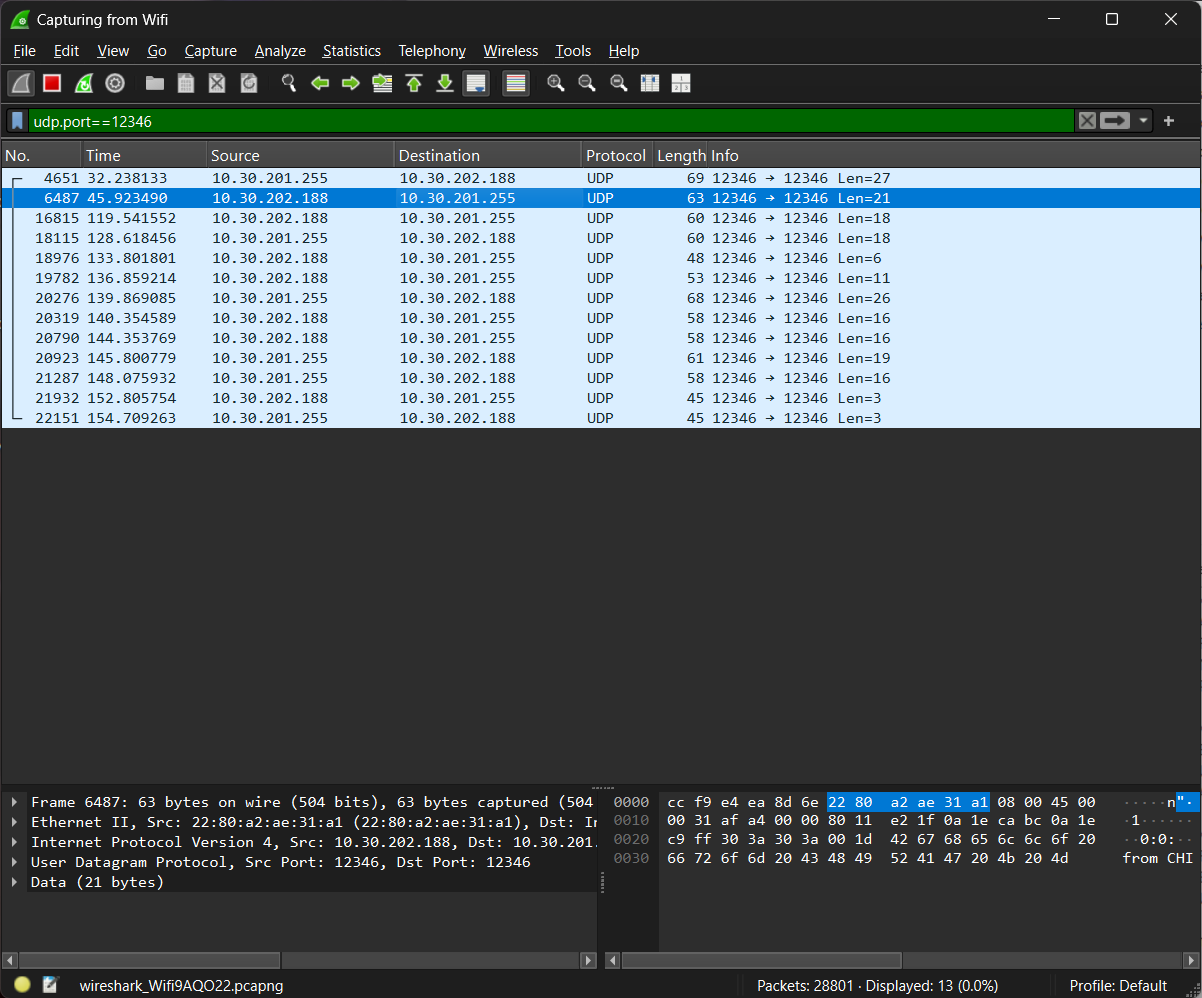 Capturing from Wifi
File Edit View Go Capture Analyze Statistics Telephony Wireless Tools Help
udp.port==12346
No. Time Source Destination Protocol Length Info
4651 32.238133 10.30.201.255 10.30.202.188 UDP 69 12346 → 12346 Len=27
6487 45.923490 10.30.202.188 10.30.201.255 UDP 63 12346 → 12346 Len=21
16815 119.541552 10.30.202.188 10.30.201.255 UDP 60 12346 → 12346 Len=18
18115 128.618456 10.30.201.255 10.30.202.188 UDP 60 12346 → 12346 Len=18
18976 133.801801 10.30.202.188 10.30.201.255 UDP 48 12346 → 12346 Len=6
19782 136.859214 10.30.202.188 10.30.201.255 UDP 53 12346 → 12346 Len=11
20276 139.869085 10.30.201.255 10.30.202.188 UDP 68 12346 → 12346 Len=26
20319 140.354589 10.30.202.188 10.30.201.255 UDP 58 12346 → 12346 Len=16
20790 144.353769 10.30.202.188 10.30.201.255 UDP 58 12346 → 12346 Len=16
20923 145.800779 10.30.201.255 10.30.202.188 UDP 61 12346 → 12346 Len=19
21287 148.075932 10.30.201.255 10.30.202.188 UDP 58 12346 → 12346 Len=16
21932 152.805754 10.30.202.188 10.30.201.255 UDP 45 12346 → 12346 Len=3
22151 154.709263 10.30.201.255 10.30.202.188 UDP 45 12346 → 12346 Len=3
Frame 6487: 63 bytes on wire (504 bits), 63 bytes captured (504
Ethernet II, Src: 22:80:a2:ae:31:a1 (22:80:a2:ae:31:a1), Dst: In
Internet Protocol Version 4, Src: 10.30.202.188, Dst: 10.30.201.
User Datagram Protocol, Src Port: 12346, Dst Port: 12346
Data (21 bytes)
0000 cc f9 e4 ea 8d 6e 22 80 a2 ae 31 a1 08 00 45 00 ·····n"·
0010 00 31 af a4 00 00 80 11 e2 1f 0a 1e ca bc 0a 1e ·1······
0020 c9 ff 30 3a 30 3a 00 1d 42 67 68 65 6c 6c 6f 20 ··0:0:··
0030 66 72 6f 6d 20 43 48 49 52 41 47 20 4b 20 4d from CHI
wireshark_Wifi9AQO22.pcapng
Packets: 28801 · Displayed: 13 (0.0%)
Profile: Default